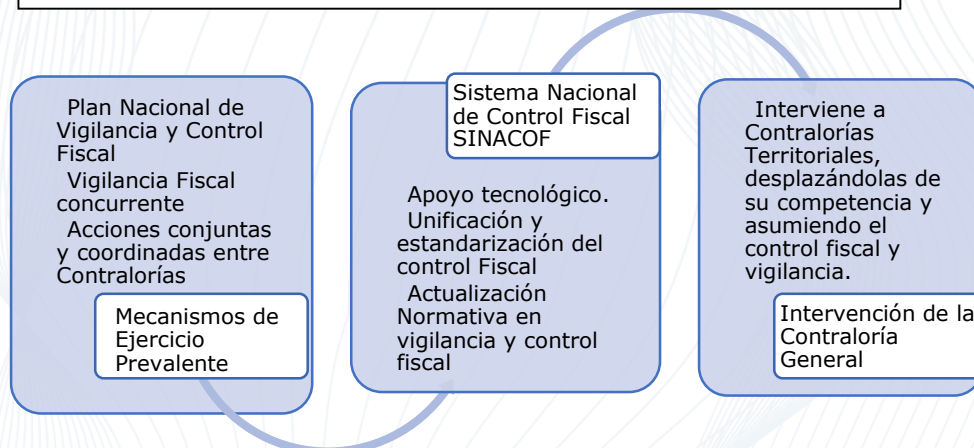 Plan Nacional de
Vigilancia y Control
Fiscal
Vigilancia Fiscal
concurrente
Acciones conjuntas
y coordinadas entre
Contralorías
Mecanismos de
Ejercicio
Prevalente
Sistema Nacional
de Control Fiscal
SINACOF
Apoyo tecnológico.
Unificación y
estandarización del
control Fiscal
Actualización
Normativa en
vigilancia y control
fiscal
Interviene a
Contralorías
Territoriales,
desplazándolas de
su competencia y
asumiendo el
control fiscal y
vigilancia.
Intervención de la
Contraloría
General